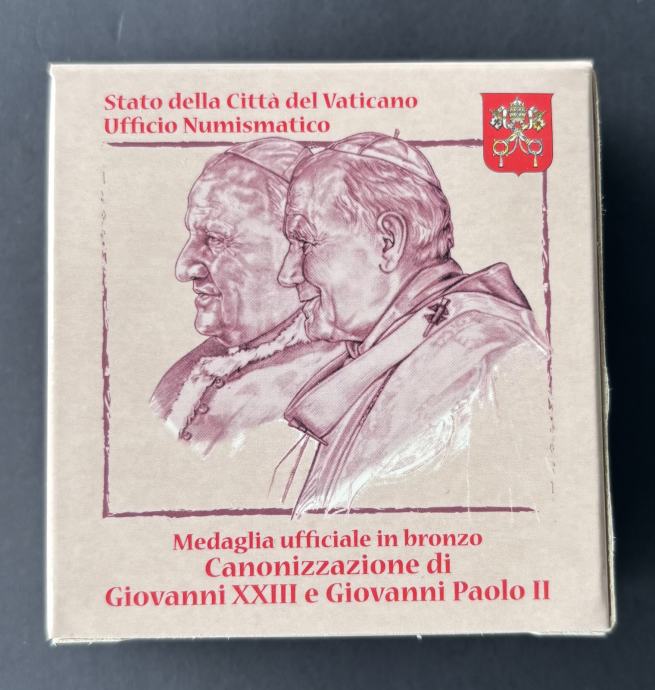 Stato della Città del Vaticano
Ufficio Numismatico
Medaglia ufficiale in bronzo
Canonizzazione di
Giovanni XXIII e Giovanni Paolo II